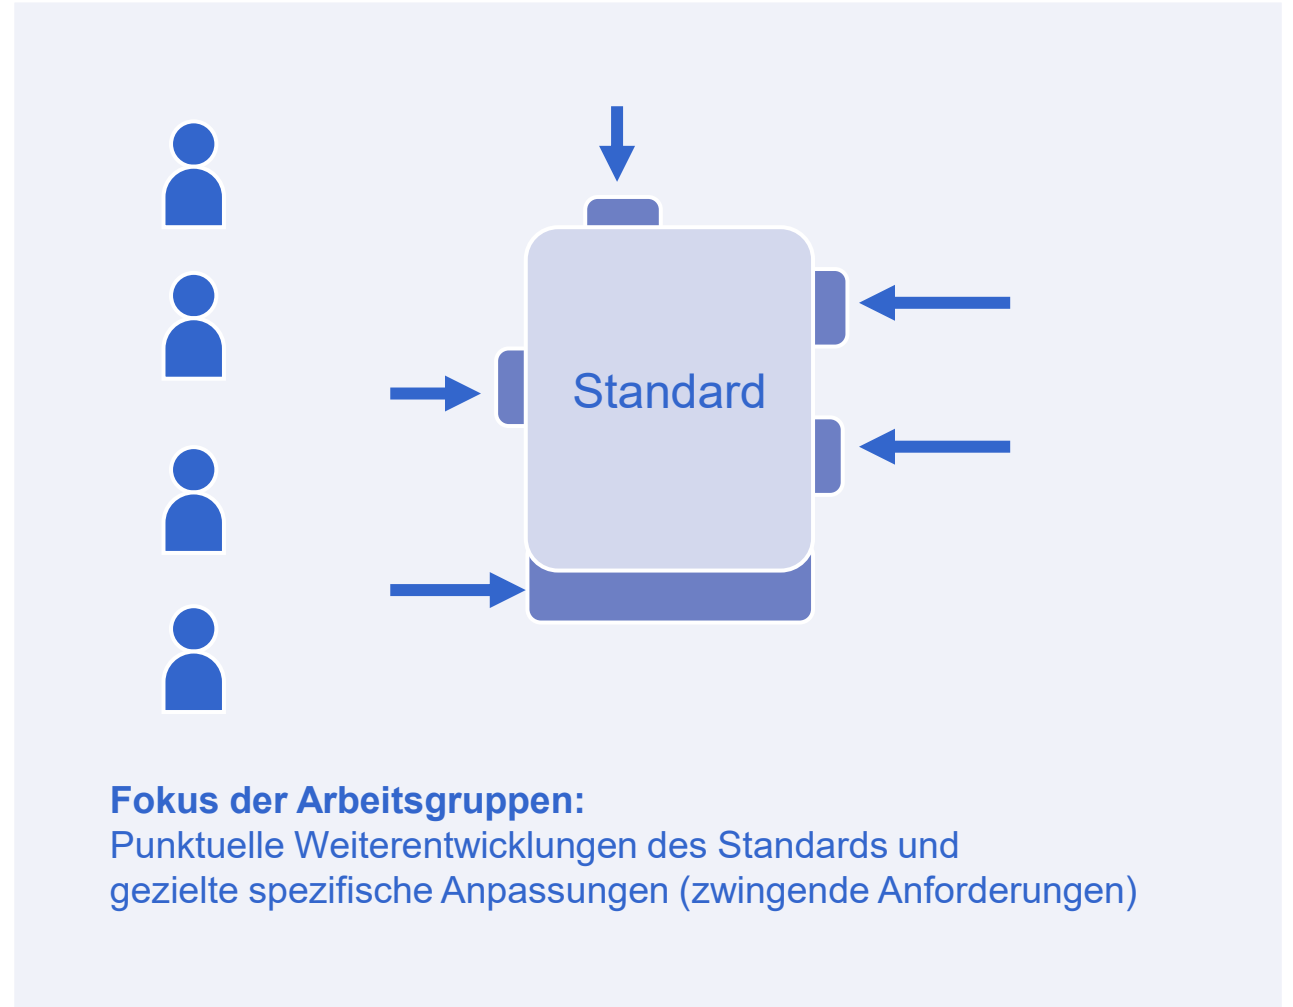 Standard
Fokus der Arbeitsgruppen:
Punktuelle Weiterentwicklungen des Standards und
gezielte spezifische Anpassungen (zwingende Anforderungen)